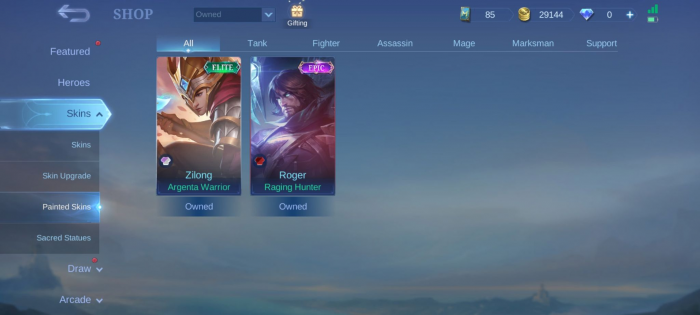 SHOP
Owned
Gifting
85
29144
0
Featured
Heroes
Skins
Skins
Skin Upgrade
Painted Skins
Sacred Statues
Draw
Arcade
All
Tank
Fighter
Assassin
Mage
Marksman
Support
ELITE
Zilong
Argenta Warrior
Owned
EPIC
Roger
Raging Hunter
Owned